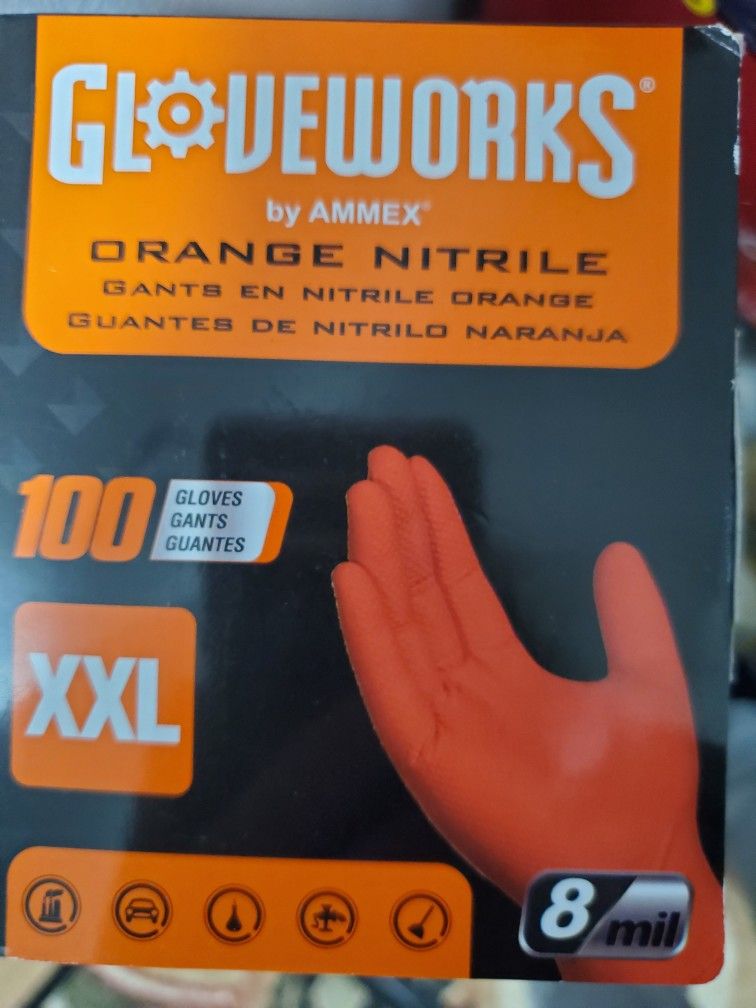 GLOVEWORKS®
by AMMEX®
ORANGE NITRILE
GANTS EN NITRILE ORANGE
GUANTES DE NITRILO NARANJA
100 GLOVES
GANTS
GUANTES
XXL
8 mil